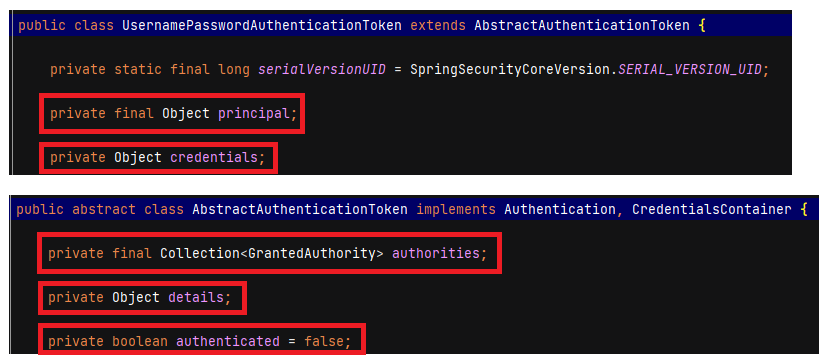 public class UsernamePasswordAuthenticationToken extends AbstractAuthenticationToken {
private static final long serialVersionUID = SpringSecurityCoreVersion.SERIAL_VERSION_UID;
private final Object principal;
private Object credentials;
public abstract class AbstractAuthenticationToken implements Authentication, CredentialsContainer {
private final Collection<GrantedAuthority> authorities;
private Object details;
private boolean authenticated = false;